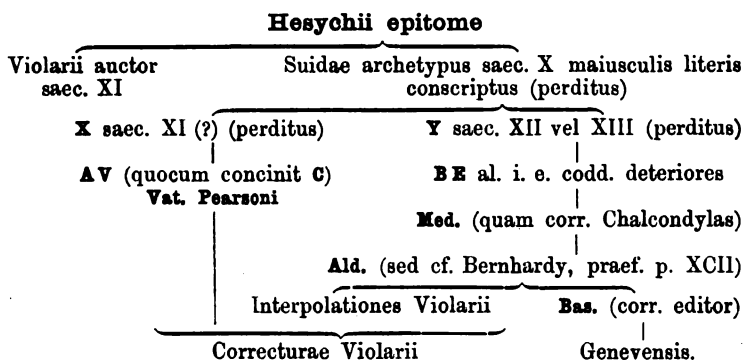 Hesychii epitome
Violarii auctor Suidae archetypus saec. X maiusculis literis
saec. XI conscriptus (perditus)
X saec. XI (?) (perditus) Y saec. XII vel XIII (perditus)
AV (quocum concinit C) BE al. i. e. codd. deteriores
Vat. Pearsoni
Med. (quam corr. Chalcondylas)
Ald. (sed cf. Bernhardy, praef. p. XCII)
Interpolationes Violarii Bas. (corr. editor)
Correcturae Violarii Genevensis.